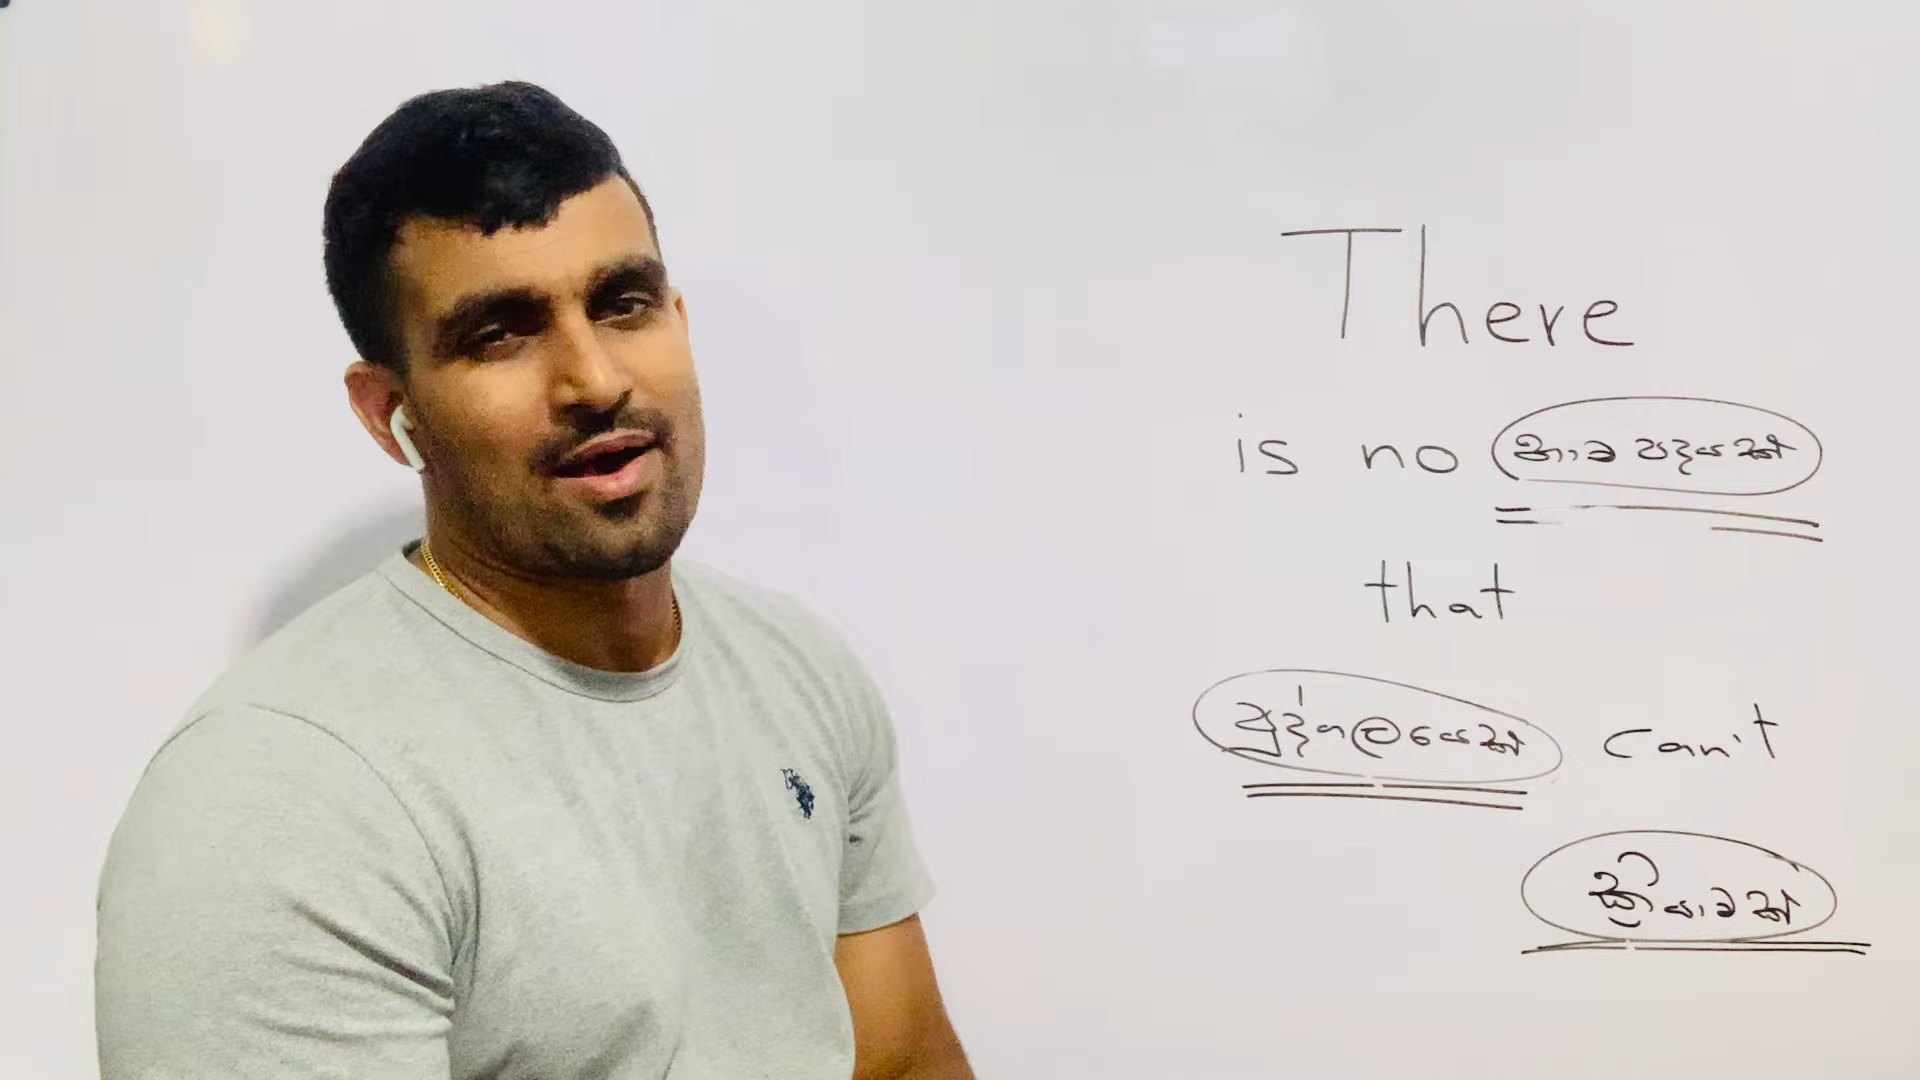 There
is no නාම පදයක්
that
පුද්ගලයෙක් can't
ක්‍රියාවක්